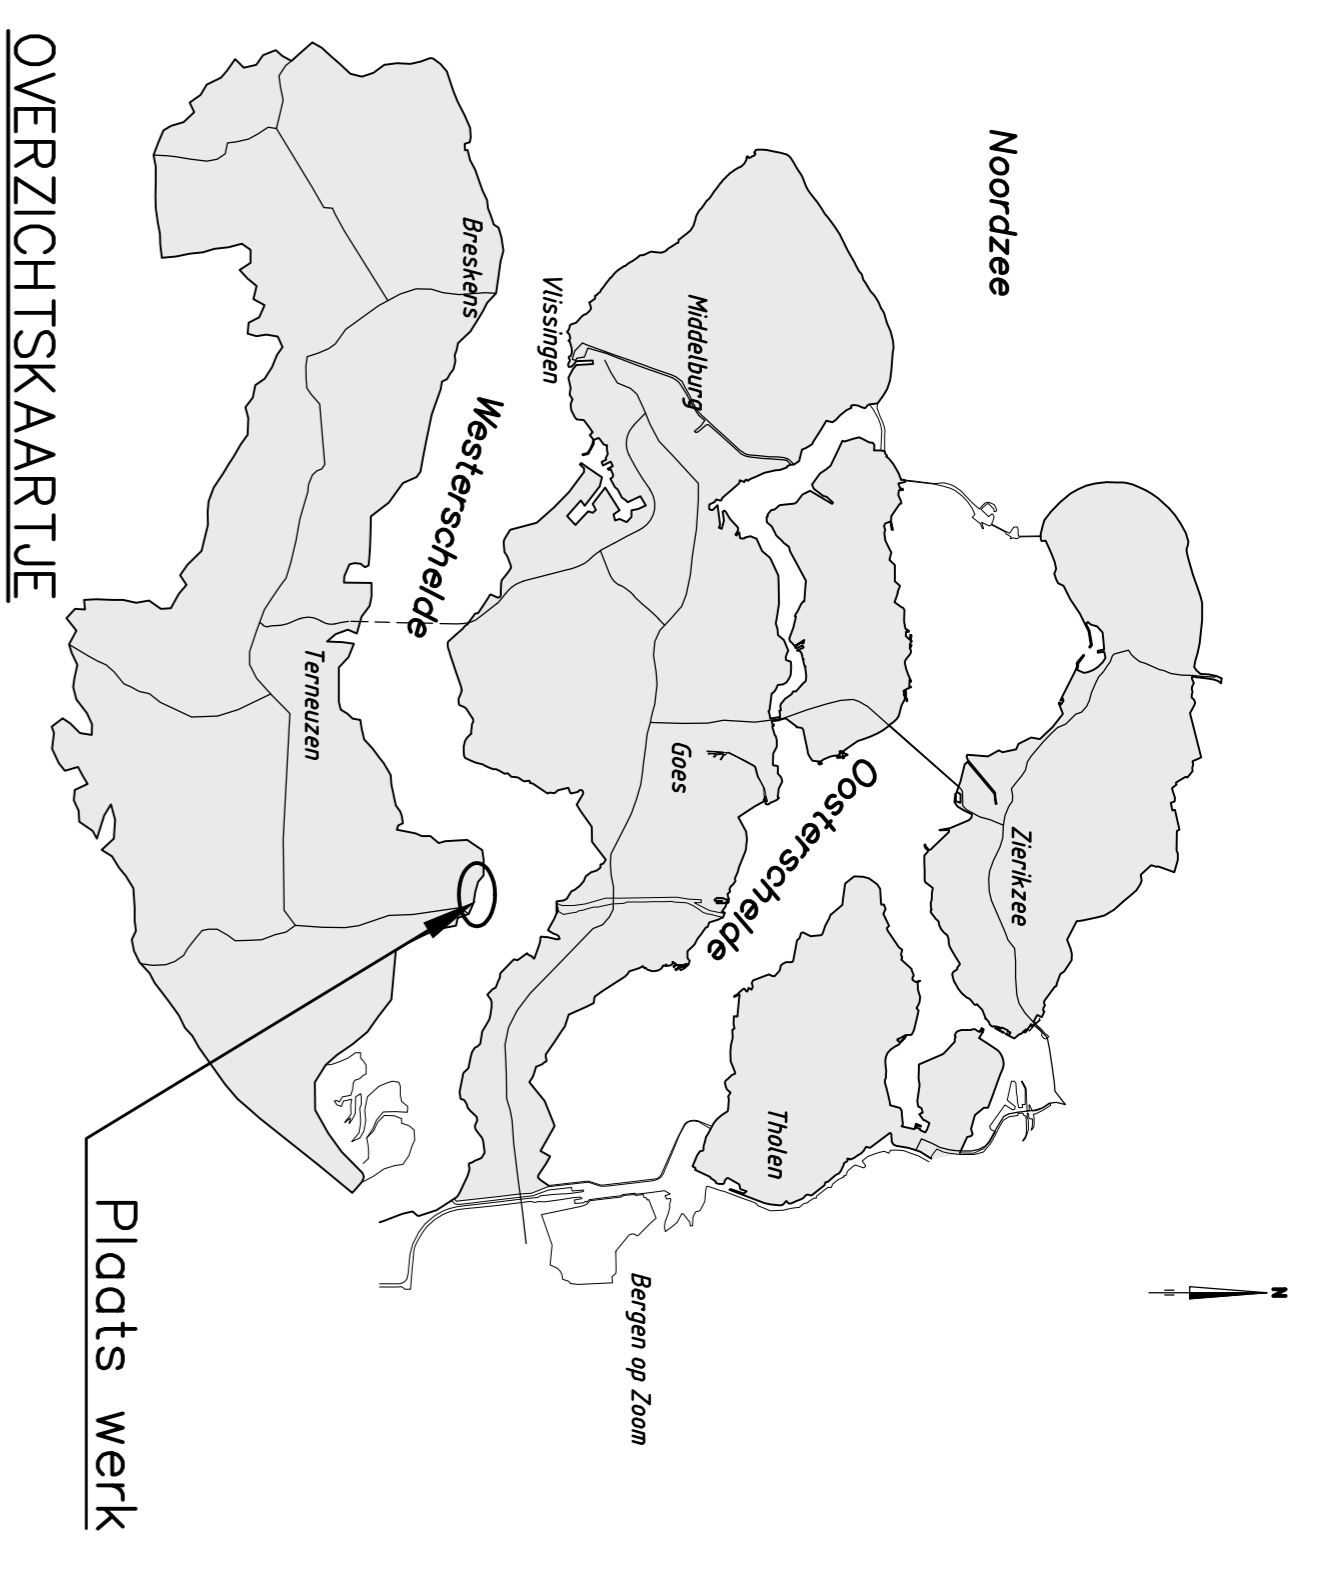 N
Noordzee
Zierikzee
Oosterschelde
Middelburg
Tholen
Goes
Vlissingen
Bergen op Zoom
Westerschelde
Breskens
Terneuzen
Plaats werk
OVERZICHTSKAARTJE